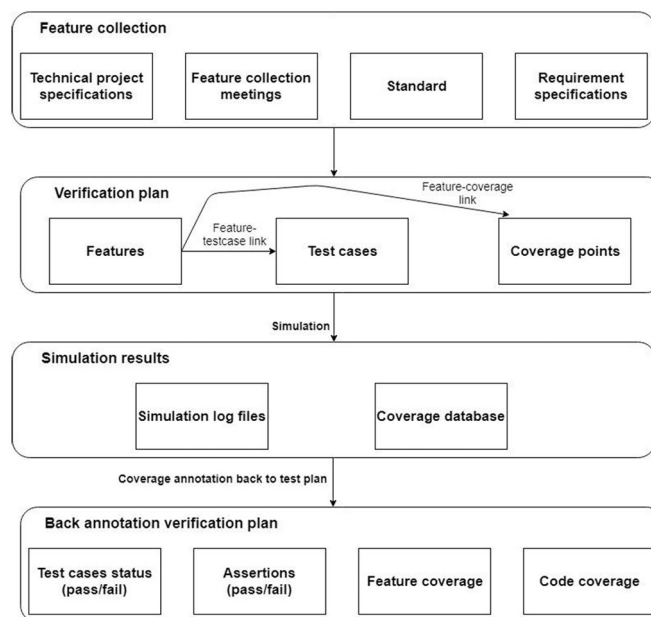 Feature collection
Technical project
specifications
Feature collection
meetings
Standard
Requirement
specifications
Verification plan
Feature-coverage
link
Features
Feature-
testcase link
Test cases
Coverage points
Simulation
Simulation results
Simulation log files
Coverage database
Coverage annotation back to test plan
Back annotation verification plan
Test cases status
(pass/fail)
Assertions
(pass/fail)
Feature coverage
Code coverage